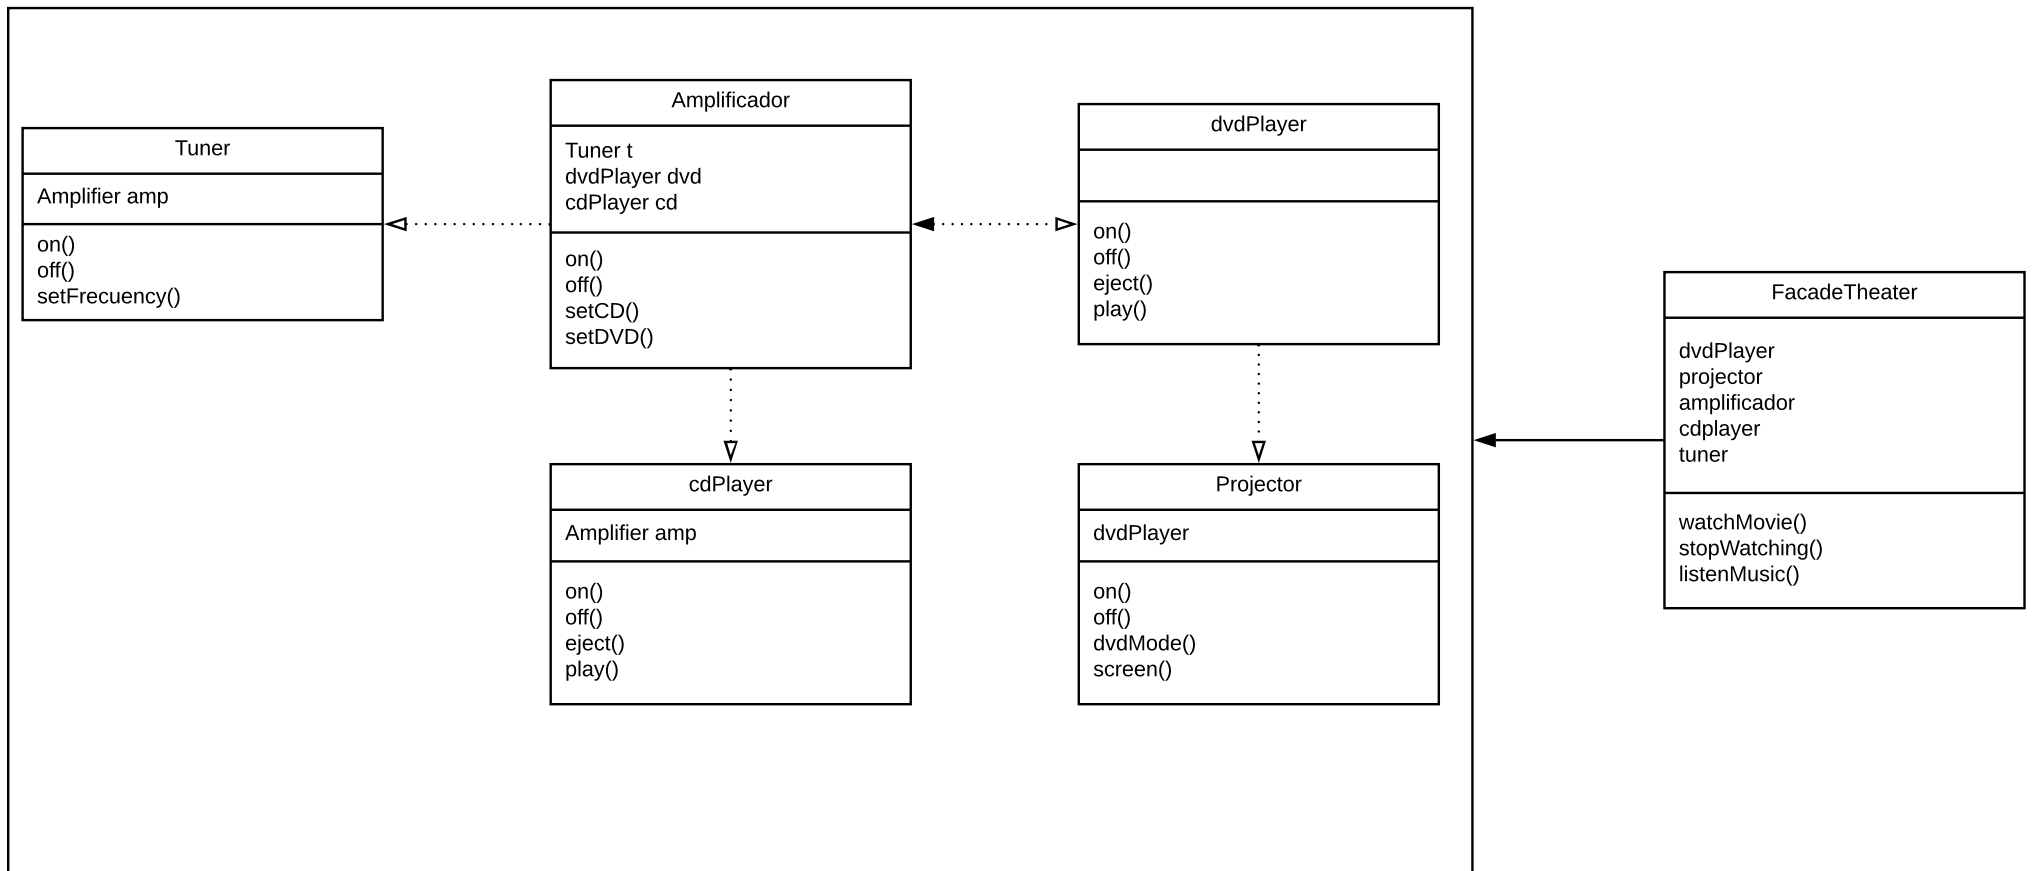 Tuner
Amplifier amp
on()
off()
setFrecuency()
Amplificador
Tuner t
dvdPlayer dvd
cdPlayer cd
on()
off()
setCD()
setDVD()
dvdPlayer
on()
off()
eject()
play()
cdPlayer
Amplifier amp
on()
off()
eject()
play()
Projector
dvdPlayer
on()
off()
dvdMode()
screen()
FacadeTheater
dvdPlayer
projector
amplificador
cdplayer
tuner
watchMovie()
stopWatching()
listenMusic()